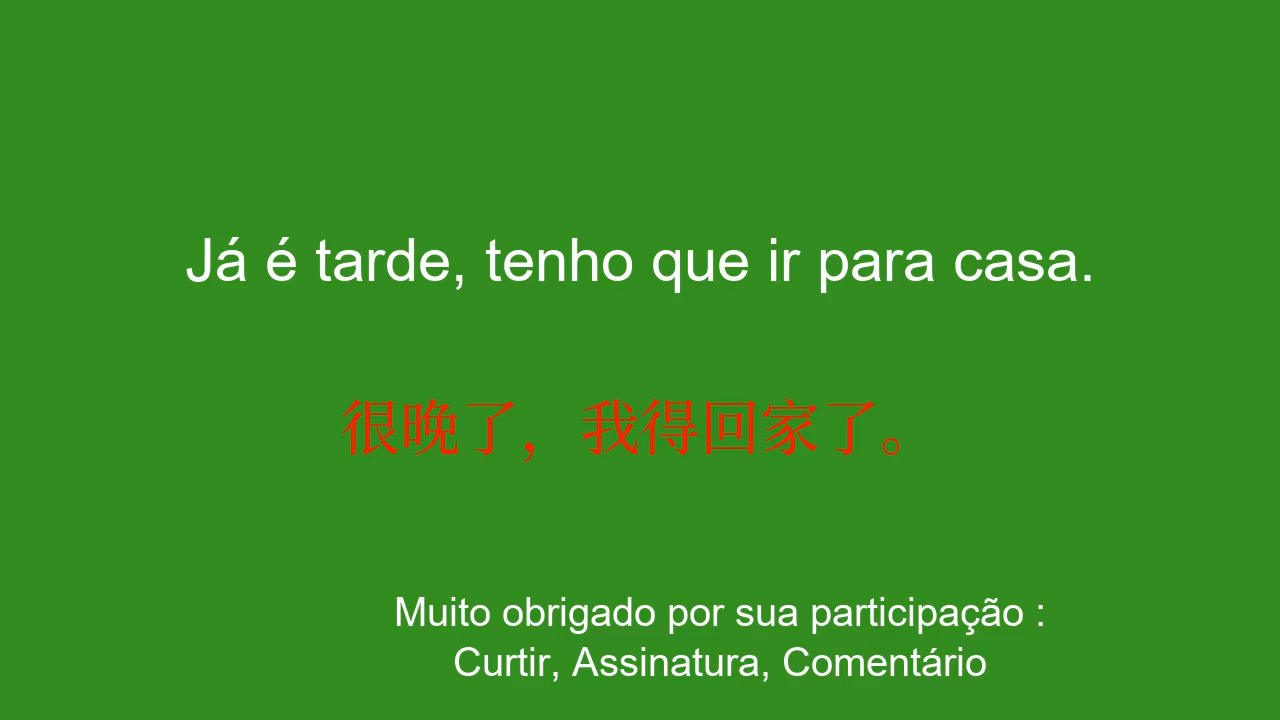 Já é tarde, tenho que ir para casa.
很晚了，我得回家了。
Muito obrigado por sua participação :
Curtir, Assinatura, Comentário